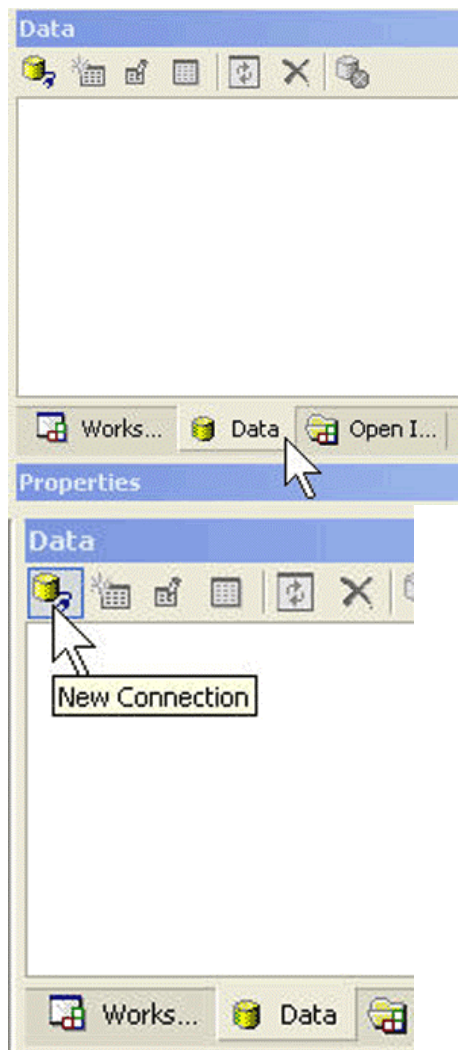 Data
Works... Data Open I...
Properties
Data
New Connection
Works... Data